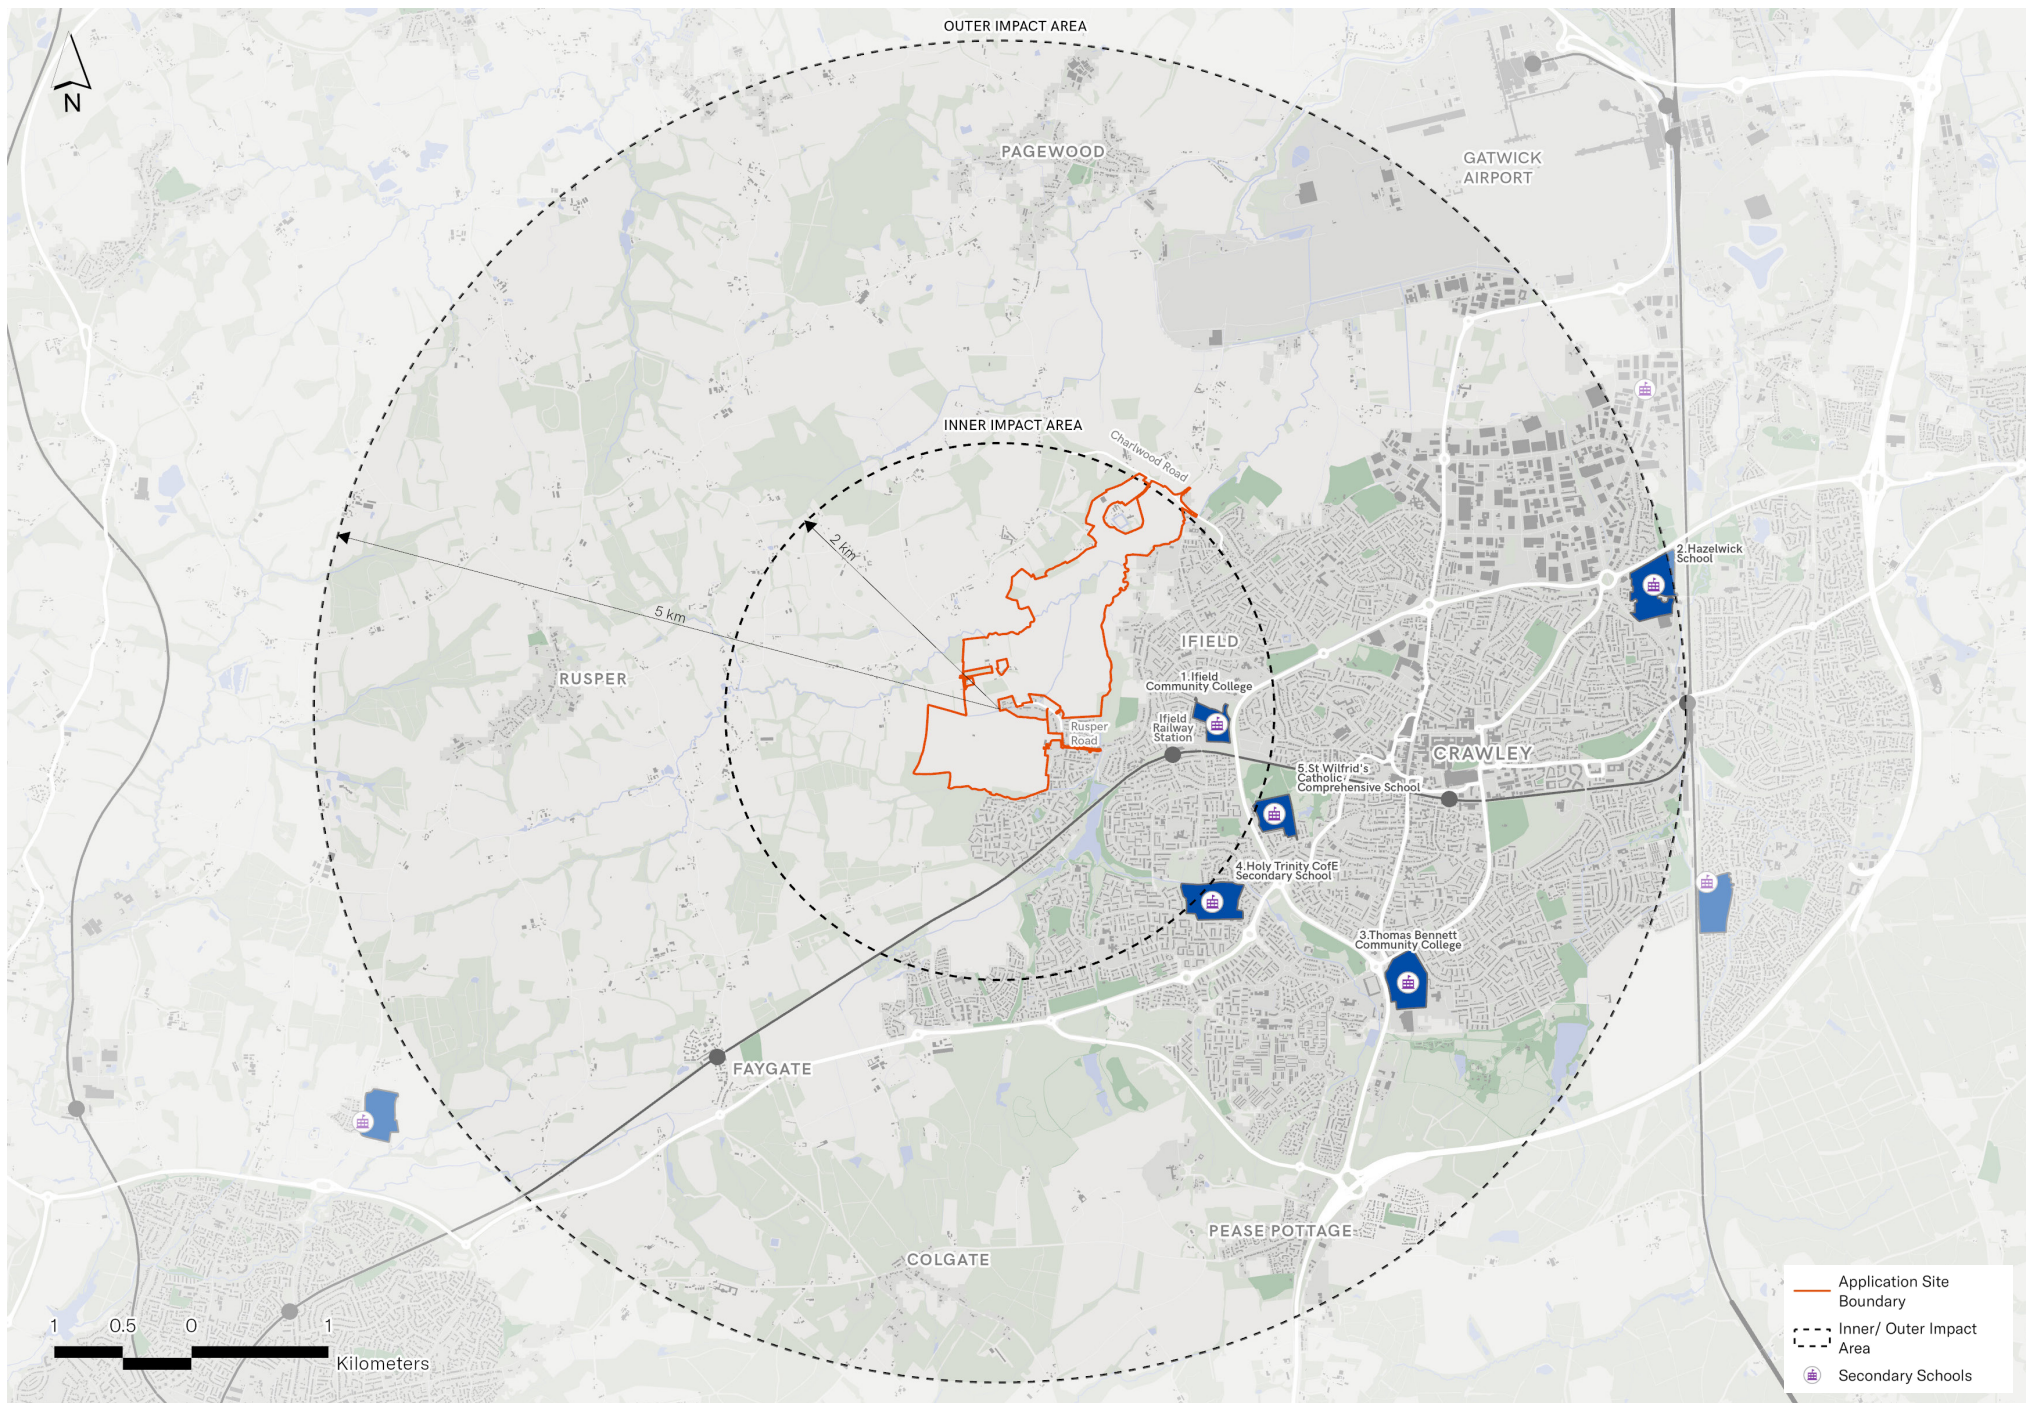 OUTER IMPACT AREA
N
PAGEWOOD
GATWICK
AIRPORT
INNER IMPACT AREA
Charlwood Road
2 km
2.Hazelwick
School
5 km
IFIELD
RUSPER
1.Ifield
Community College
Ifield
Railway
Station
Rusper
Road
CRAWLEY
5.St Wilfrid's
Catholic
Comprehensive School
4.Holy Trinity CofE
Secondary School
3.Thomas Bennett
Community College
FAYGATE
PEASE POTTAGE
COLGATE
1 0.5 0 1
Kilometers
Application Site
Boundary
Inner/ Outer Impact
Area
Secondary Schools